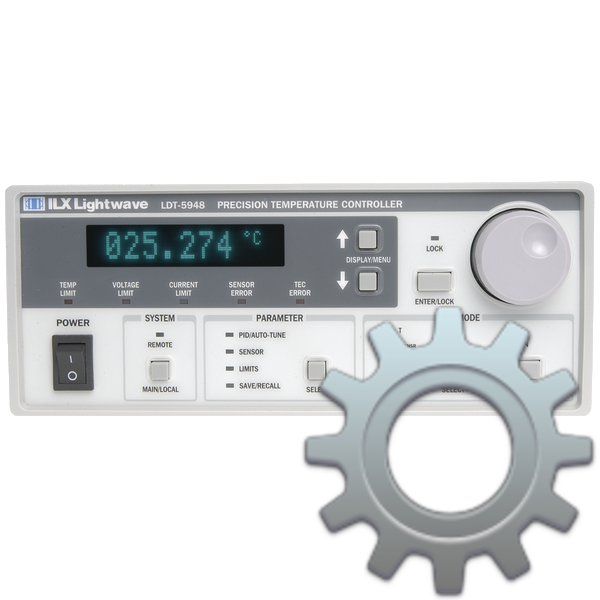 ILX Lightwave LDT-5948 PRECISION TEMPERATURE CONTROLLER
025.274 °C
DISPLAY/MENU
LOCK
ENTER/LOCK
TEMP LIMIT
VOLTAGE LIMIT
CURRENT LIMIT
SENSOR ERROR
TEC ERROR
POWER
I
O
SYSTEM
REMOTE
MAIN/LOCAL
PARAMETER
PID/AUTO-TUNE
SENSOR
LIMITS
SAVE/RECALL